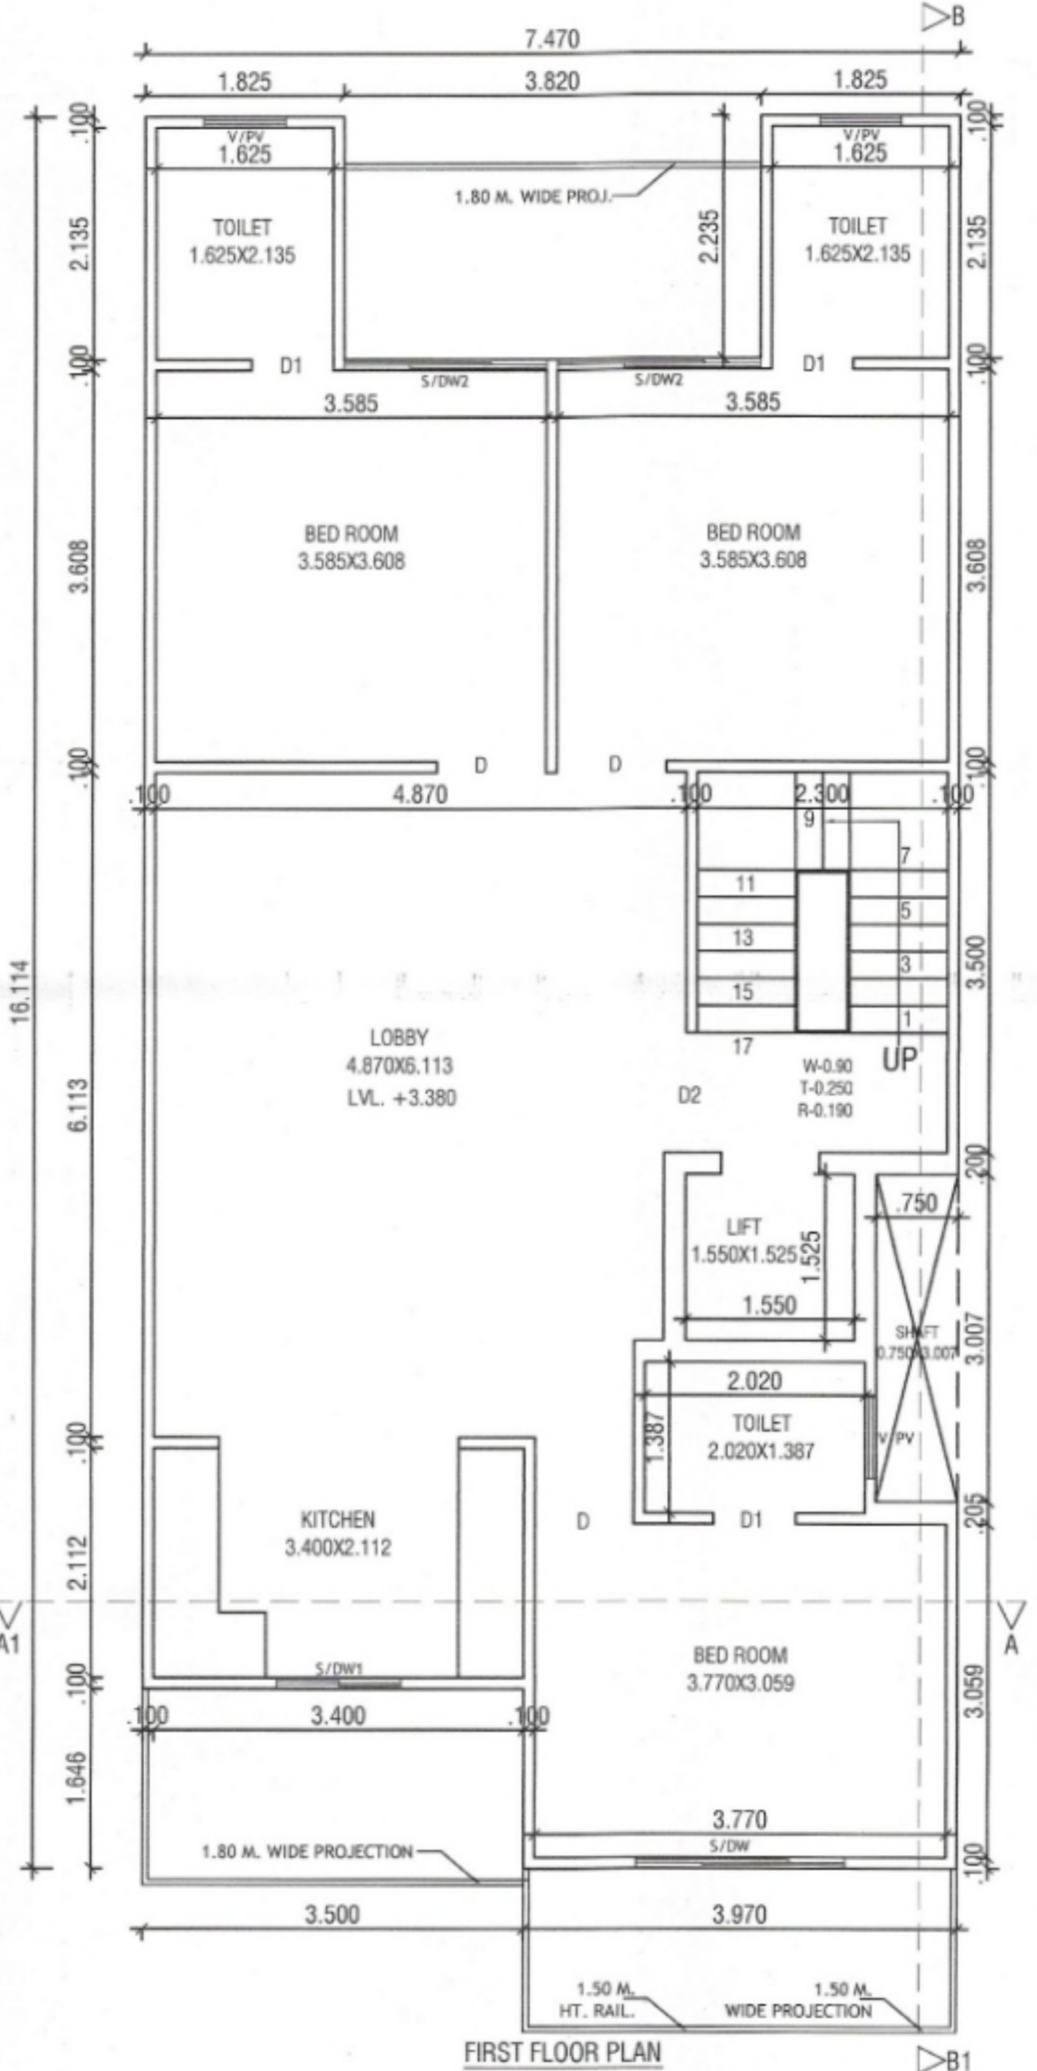 B
7.470
1.825
3.820
1.825
.100
V/PV
1.625
V/PV
1.625
.100
1.80 M. WIDE PROJ.
TOILET
1.625X2.135
2.135
2.235
TOILET
1.625X2.135
2.135
.100
D1
S/DW2
S/DW2
D1
.100
3.585
3.585
BED ROOM
3.585X3.608
BED ROOM
3.585X3.608
3.608
3.608
.100
D
D
.100
.100
4.870
.100
2.300
.100
9
7
11
5
13
3
15
1
17
UP
3.500
16.114
LOBBY
4.870X6.113
LVL. +3.380
W-0.90
T-0.250
R-0.190
D2
6.113
.200
.750
LIFT
1.550X1.525
1.525
1.550
SHAFT
0.750X3.007
3.007
2.020
1.387
TOILET
2.020X1.387
V/PV
.100
D
D1
.205
KITCHEN
3.400X2.112
2.112
A1
A
BED ROOM
3.770X3.059
3.059
S/DW1
.100
.100
3.400
.100
1.646
3.770
S/DW
1.80 M. WIDE PROJECTION
.100
3.500
3.970
1.50 M.
HT. RAIL.
1.50 M.
WIDE PROJECTION
FIRST FLOOR PLAN
B1